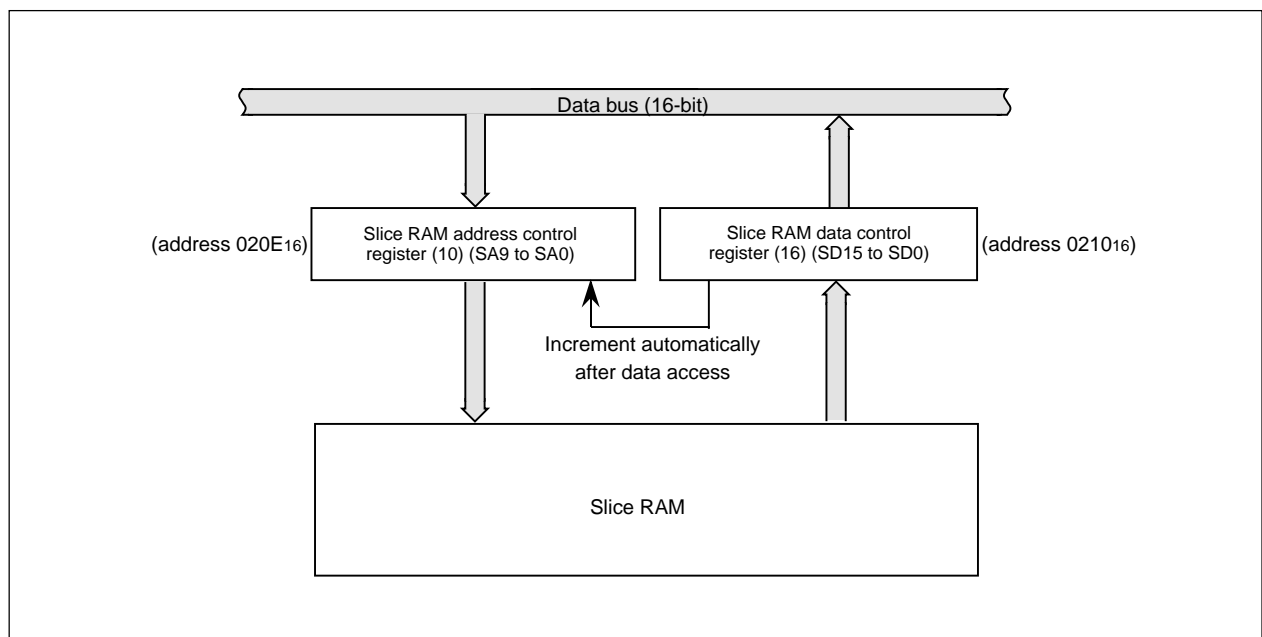 Data bus (16-bit)
(address 020E16)
Slice RAM address control
register (10) (SA9 to SA0)
Slice RAM data control
register (16) (SD15 to SD0)
(address 021016)
Increment automatically
after data access
Slice RAM